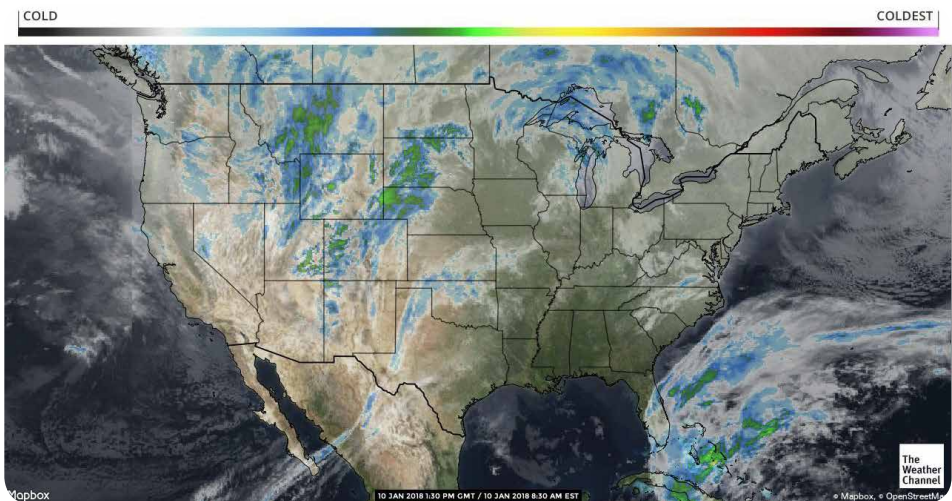 COLD
COLDEST
10 JAN 2018 1:30 PM GMT / 10 JAN 2018 8:30 AM EST
The
Weather
Channel
Mapbox
© Mapbox, © OpenStreetMap